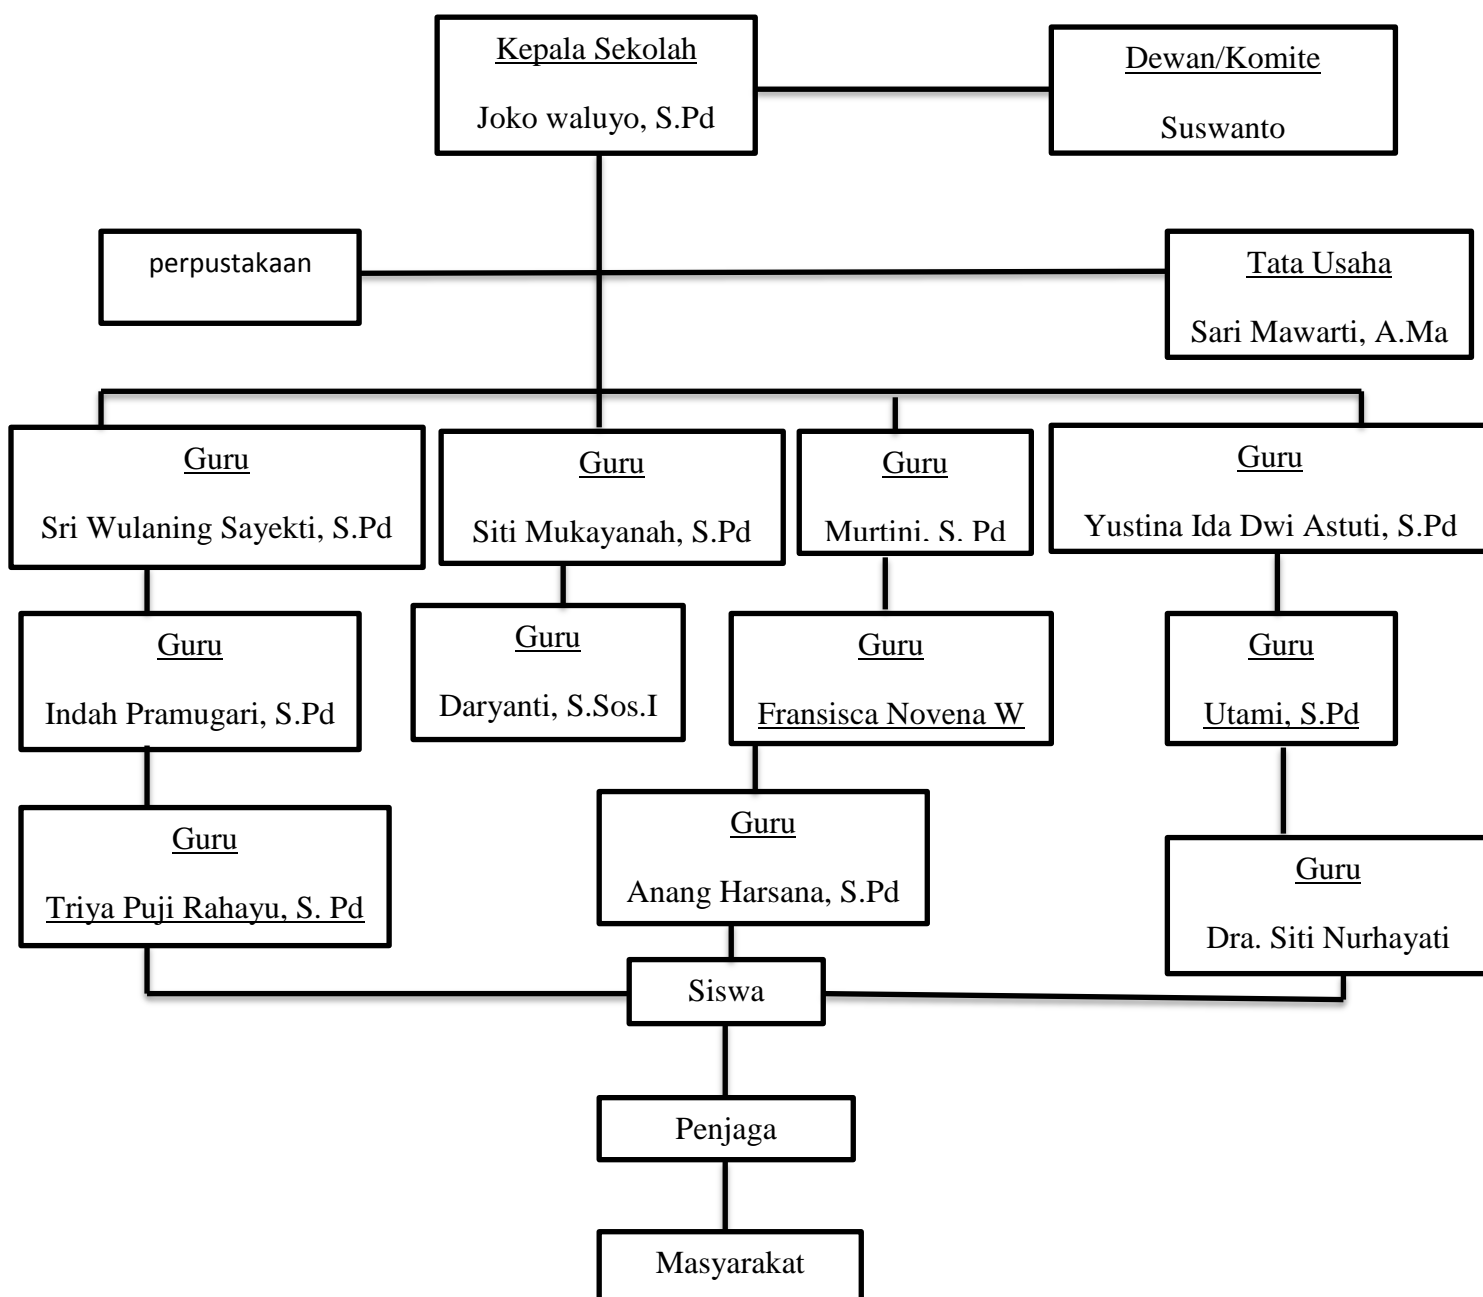 Kepala Sekolah
Joko waluyo, S.Pd
Dewan/Komite
Suswanto
perpustakaan
Tata Usaha
Sari Mawarti, A.Ma
Guru
Sri Wulaning Sayekti, S.Pd
Guru
Siti Mukayanah, S.Pd
Guru
Murtini, S. Pd
Guru
Yustina Ida Dwi Astuti, S.Pd
Guru
Indah Pramugari, S.Pd
Guru
Daryanti, S.Sos.I
Guru
Fransisca Novena W
Guru
Utami, S.Pd
Guru
Triya Puji Rahayu, S. Pd
Guru
Anang Harsana, S.Pd
Guru
Dra. Siti Nurhayati
Siswa
Penjaga
Masyarakat